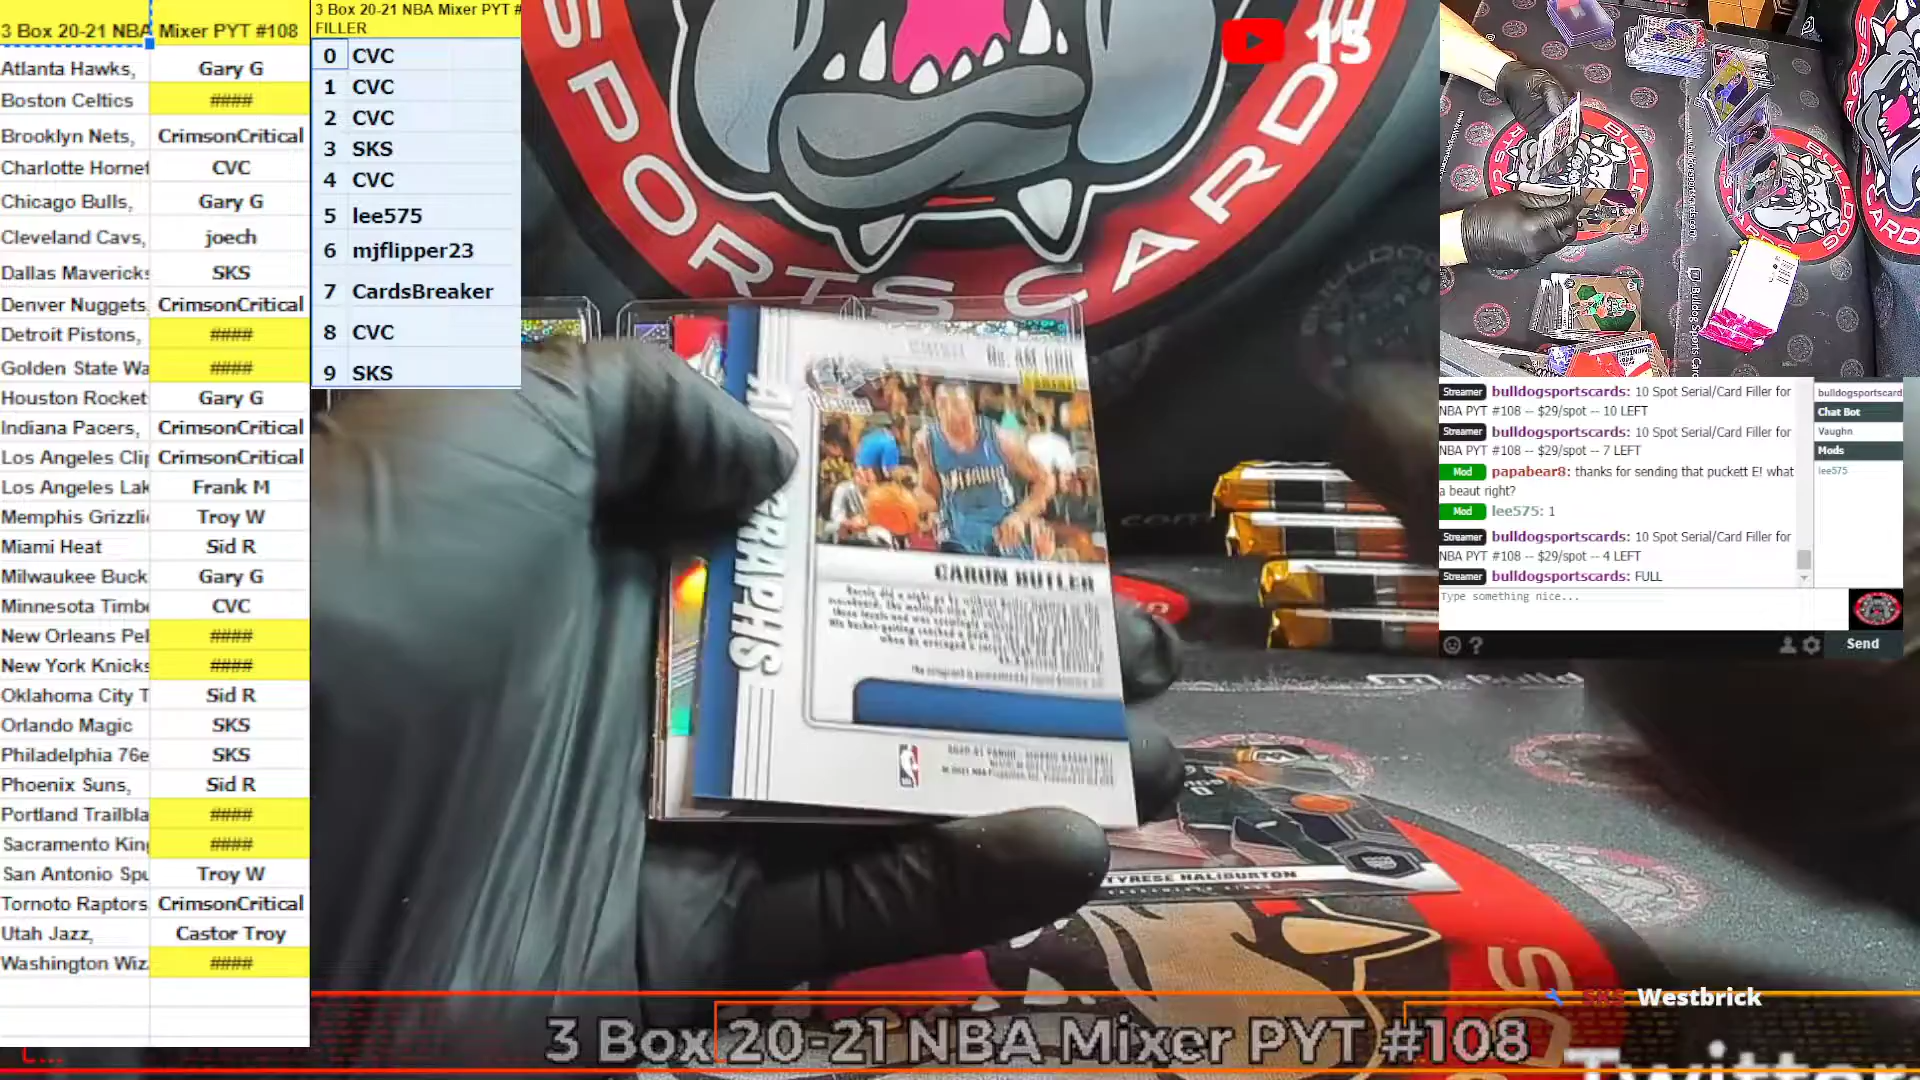 3 Box 20-21 NBA Mixer PYT #108
Atlanta Hawks, Gary G
Boston Celtics ####
Brooklyn Nets, CrimsonCritical
Charlotte Hornet CVC
Chicago Bulls, Gary G
Cleveland Cavs, joech
Dallas Mavericks SKS
Denver Nuggets, CrimsonCritical
Detroit Pistons, ####
Golden State Wa ####
Houston Rocket Gary G
Indiana Pacers, CrimsonCritical
Los Angeles Clip CrimsonCritical
Los Angeles Lak Frank M
Memphis Grizzli Troy W
Miami Heat Sid R
Milwaukee Buck Gary G
Minnesota Timbe CVC
New Orleans Pel ####
New York Knicks ####
Oklahoma City T Sid R
Orlando Magic SKS
Philadelphia 76e SKS
Phoenix Suns, Sid R
Portland Trailbla ####
Sacramento King ####
San Antonio Spu Troy W
Tornoto Raptors CrimsonCritical
Utah Jazz, Castor Troy
Washington Wiz ####
3 Box 20-21 NBA Mixer PYT #
FILLER
0 CVC
1 CVC
2 CVC
3 SKS
4 CVC
5 lee575
6 mjflipper23
7 CardsBreaker
8 CVC
9 SKS
SPORTS CARDS
15
AUTOGRAPHS
CARON BUTLER
TYRESE HALIBURTON
Streamer bulldogsportscards: 10 Spot Serial/Card Filler for
NBA PYT #108 -- $29/spot -- 10 LEFT
Streamer bulldogsportscards: 10 Spot Serial/Card Filler for
NBA PYT #108 -- $29/spot -- 7 LEFT
Mod papabear8: thanks for sending that puckett E! what
a beaut right?
Mod lee575: 1
Streamer bulldogsportscards: 10 Spot Serial/Card Filler for
NBA PYT #108 -- $29/spot -- 4 LEFT
Streamer bulldogsportscards: FULL
bulldogsportscard
Chat Bot
Vaughn
Mods
lee575
Type something nice...
Send
SKS Westbrick
3 Box 20-21 NBA Mixer PYT #108
L...
Twitter